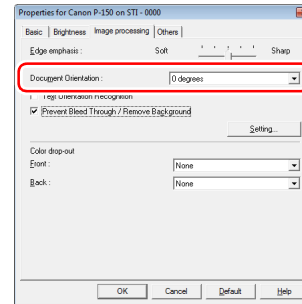 Properties for Canon P-150 on STI - 0000
Basic Brightness Image processing Others
Edge emphasis : Soft Sharp
Document Orientation : 0 degrees
Text Orientation Recognition
Prevent Bleed Through / Remove Background
Setting...
Color drop-out
Front : None
Back : None
OK Cancel Default Help